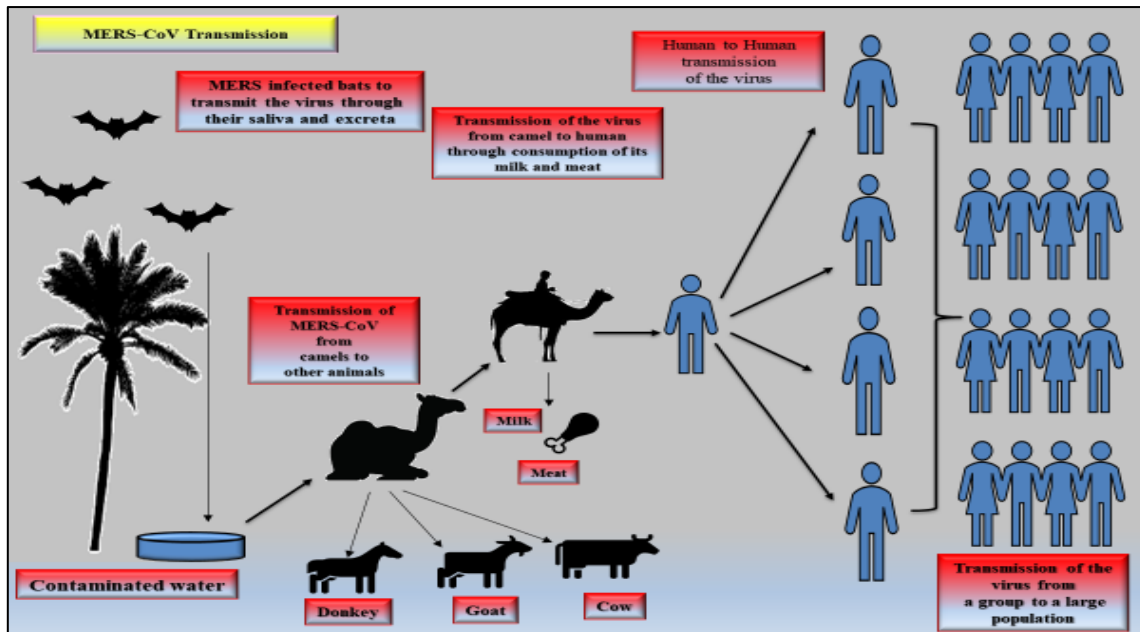 MERS-CoV Transmission
MERS infected bats to
transmit the virus through
their saliva and excreta
Transmission of the virus
from camel to human
through consumption of its
milk and meat
Human to Human
transmission
of the virus
Transmission of
MERS-CoV
from
camels to
other animals
Milk
Meat
Contaminated water
Donkey
Goat
Cow
Transmission of the
virus from
a group to a large
population